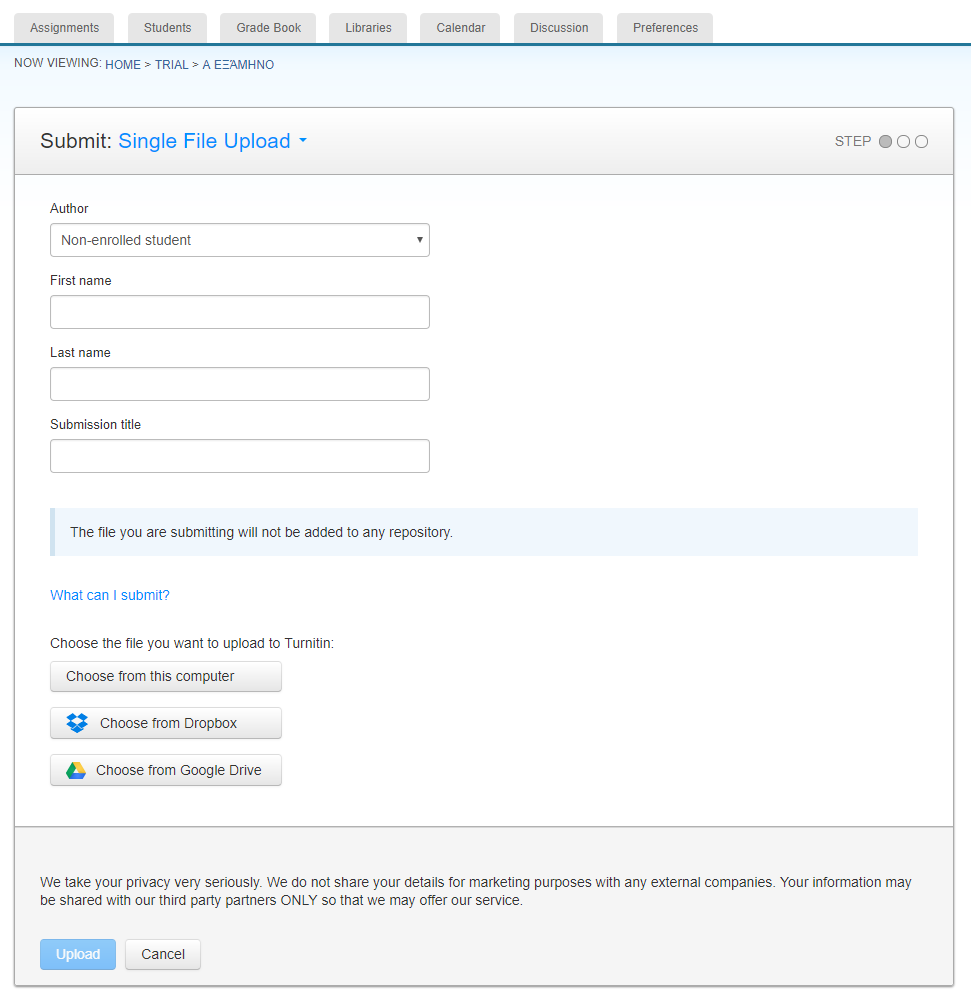 Assignments Students Grade Book Libraries Calendar Discussion Preferences
NOW VIEWING: HOME > TRIAL > Α ΕΞΆΜΗΝΟ
Submit: Single File Upload
STEP
Author
Non-enrolled student
First name
Last name
Submission title
The file you are submitting will not be added to any repository.
What can I submit?
Choose the file you want to upload to Turnitin:
Choose from this computer
Choose from Dropbox
Choose from Google Drive
We take your privacy very seriously. We do not share your details for marketing purposes with any external companies. Your information may
be shared with our third party partners ONLY so that we may offer our service.
Upload Cancel